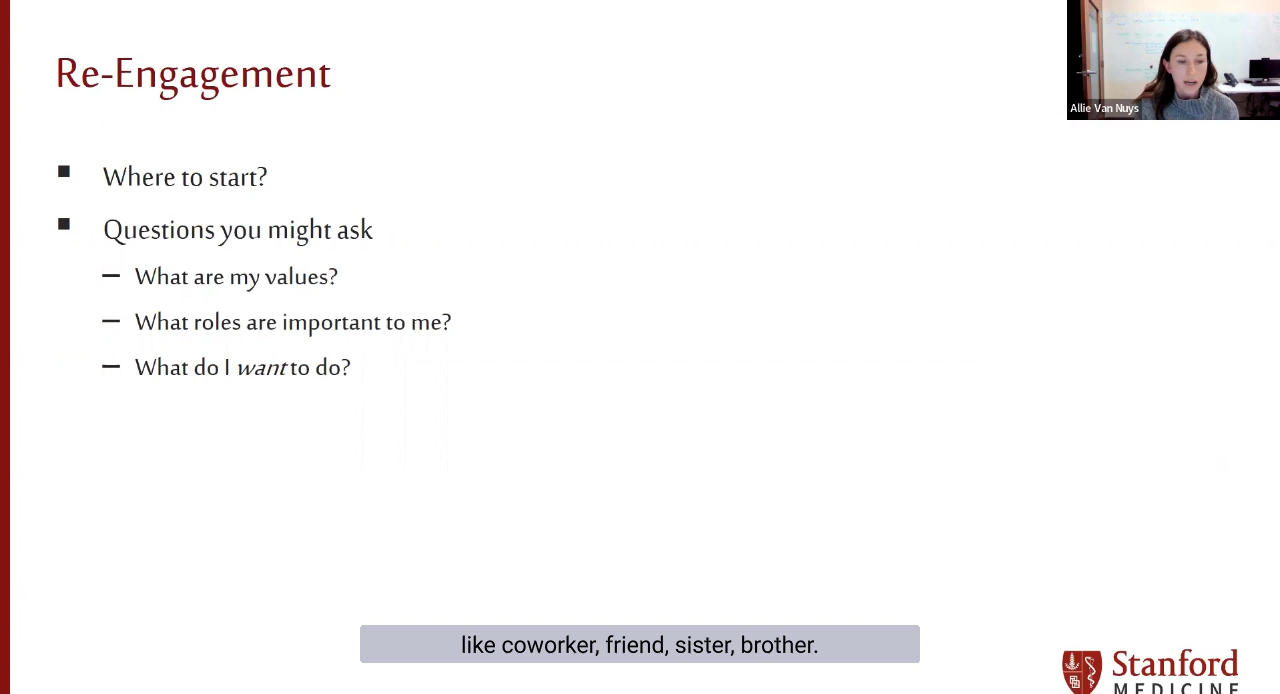 Re-Engagement
Allie Van Nuys
Where to start?
Questions you might ask
What are my values?
What roles are important to me?
What do I want to do?
like coworker, friend, sister, brother.
Stanford
MEDICINE